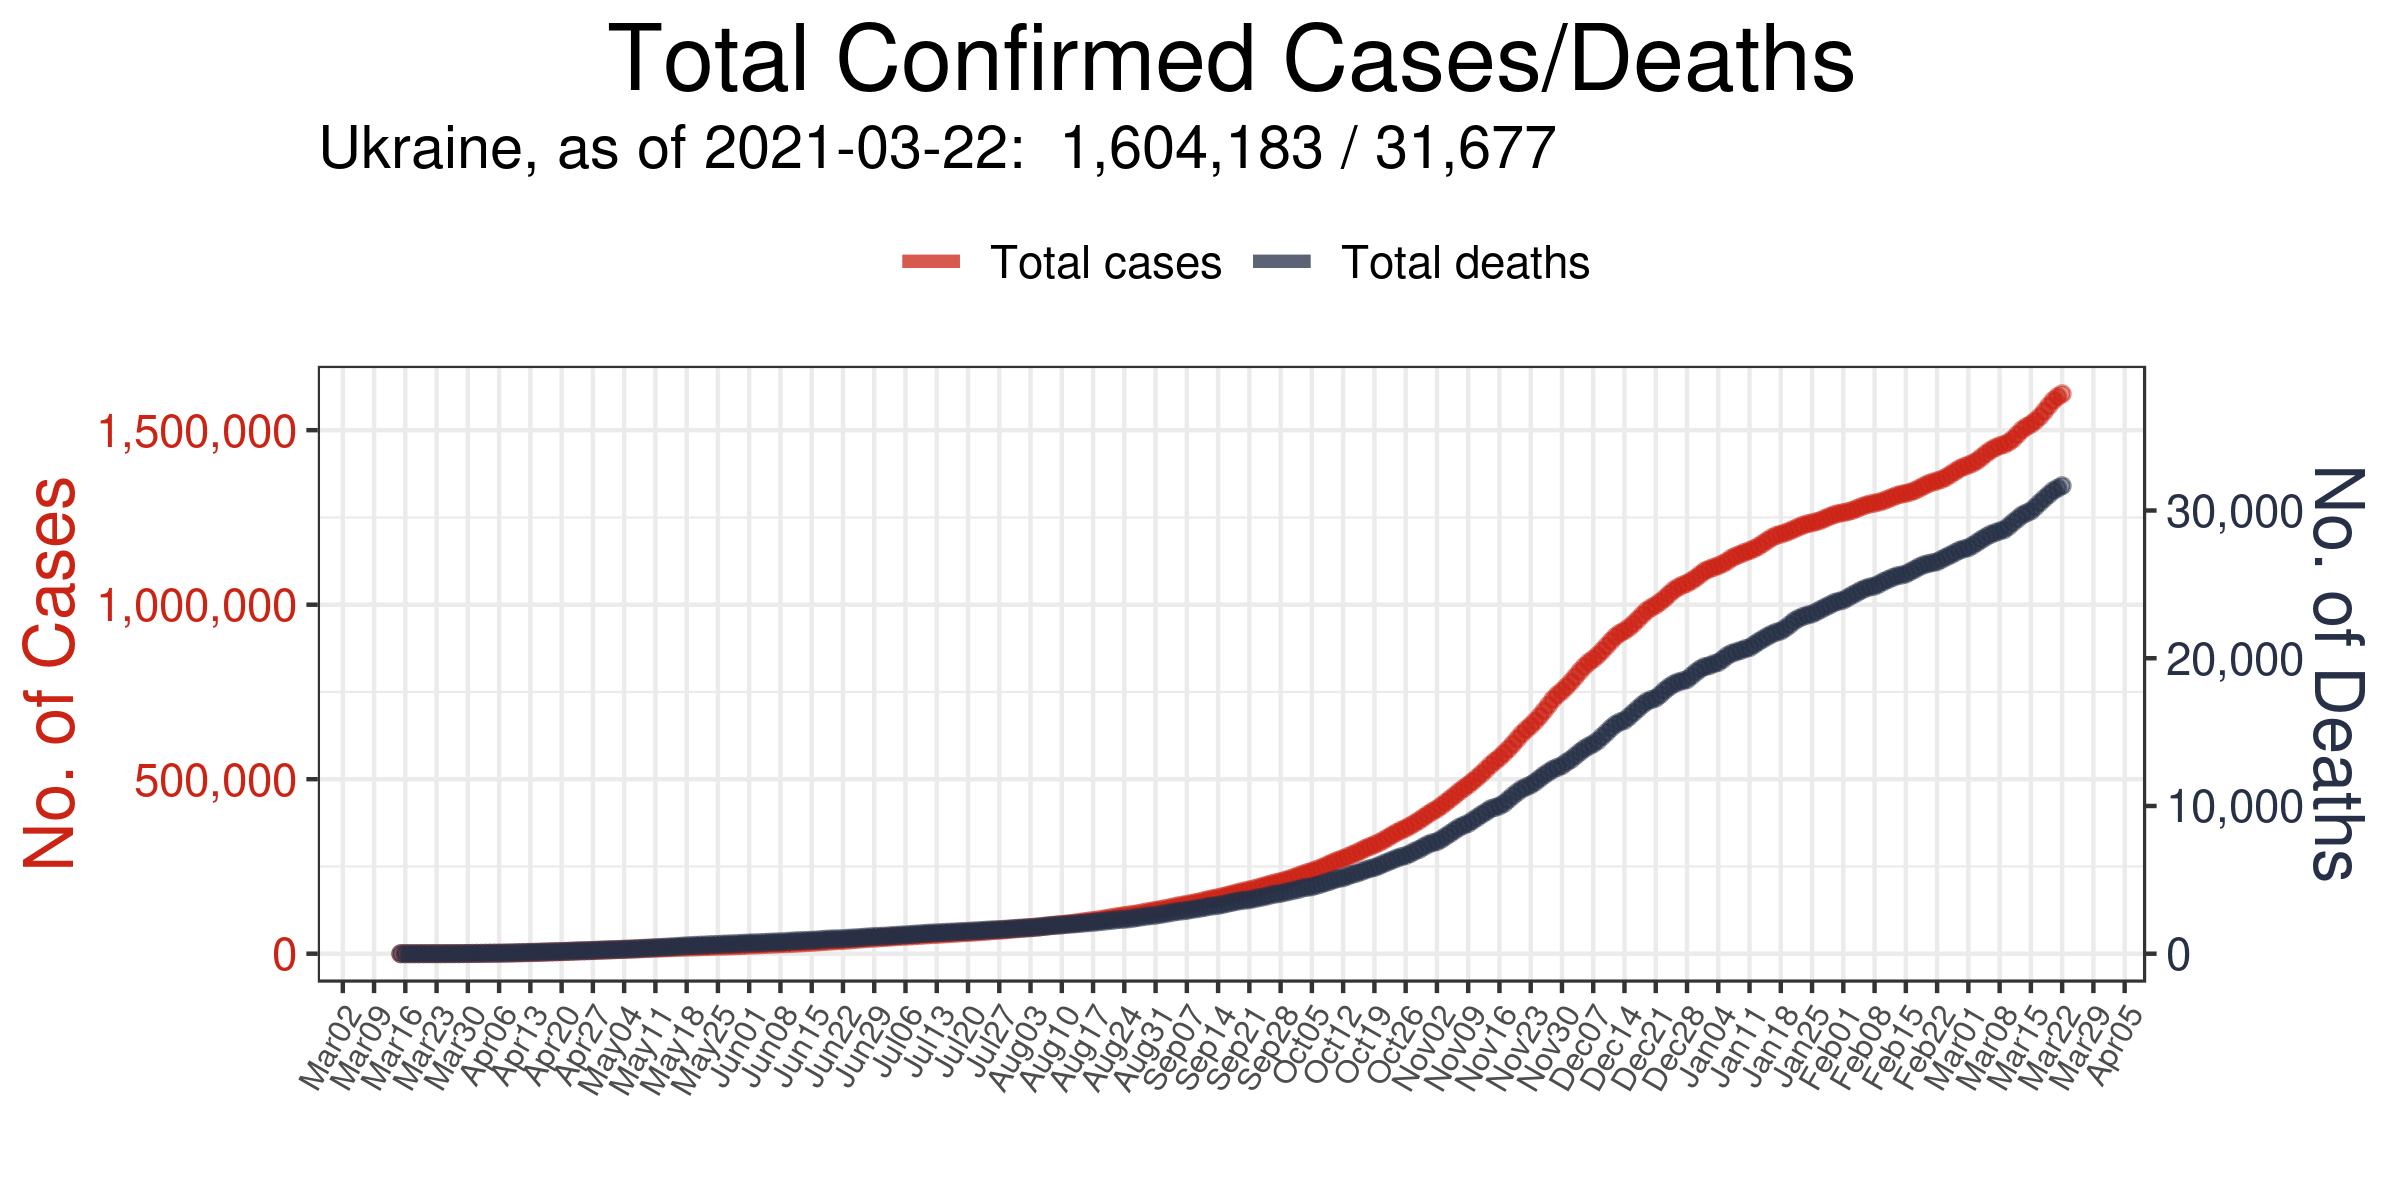 Total Confirmed Cases/Deaths
Ukraine, as of 2021-03-22: 1,604,183 / 31,677
Total cases
Total deaths
No. of Cases
1,500,000
1,000,000
500,000
0
30,000
20,000
10,000
0
No. of Deaths
Mar02
Mar09
Mar16
Mar23
Mar30
Apr06
Apr13
Apr20
Apr27
May04
May11
May18
May25
Jun01
Jun08
Jun15
Jun22
Jun29
Jul06
Jul13
Jul20
Jul27
Aug03
Aug10
Aug17
Aug24
Aug31
Sep07
Sep14
Sep21
Sep28
Oct05
Oct12
Oct19
Oct26
Nov02
Nov09
Nov16
Nov23
Nov30
Dec07
Dec14
Dec21
Dec28
Jan04
Jan11
Jan18
Jan25
Feb01
Feb08
Feb15
Feb22
Mar01
Mar08
Mar15
Mar22
Mar29
Apr05